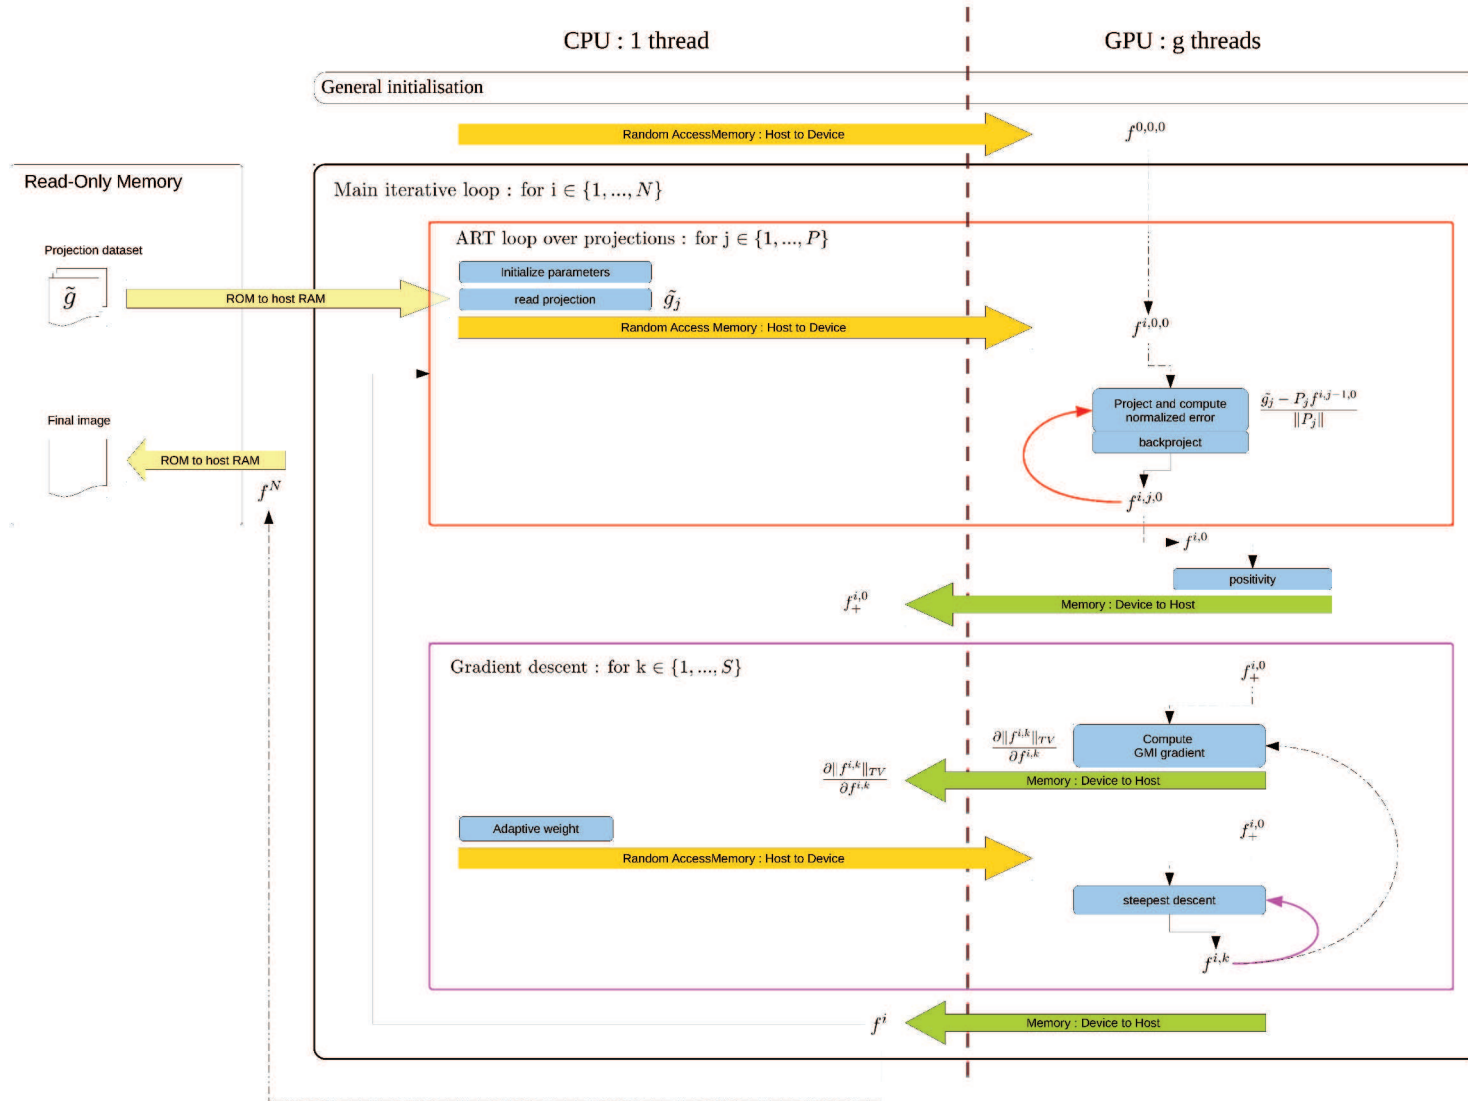 CPU : 1 thread
GPU : g threads
General initialisation
Random AccessMemory : Host to Device
f^{0,0,0}
Read-Only Memory
Main iterative loop : for i ∈ {1, ..., N}
Projection dataset
g̃
ROM to host RAM
ART loop over projections : for j ∈ {1, ..., P}
Initialize parameters
read projection
g̃_j
Random Access Memory : Host to Device
f^{i,0,0}
Project and compute
normalized error
g̃_j − P_j f^{i,j−1,0}
‖P_j‖
backproject
f^{i,j,0}
Final image
ROM to host RAM
f^N
f^{i,0}
positivity
Memory : Device to Host
f_+^{i,0}
Gradient descent : for k ∈ {1, ..., S}
f_+^{i,0}
Compute
GMI gradient
∂‖f^{i,k}‖_{TV}
∂f^{i,k}
Memory : Device to Host
∂‖f^{i,k}‖_{TV}
∂f^{i,k}
Adaptive weight
f_+^{i,0}
Random AccessMemory : Host to Device
steepest descent
f^{i,k}
f^i
Memory : Device to Host